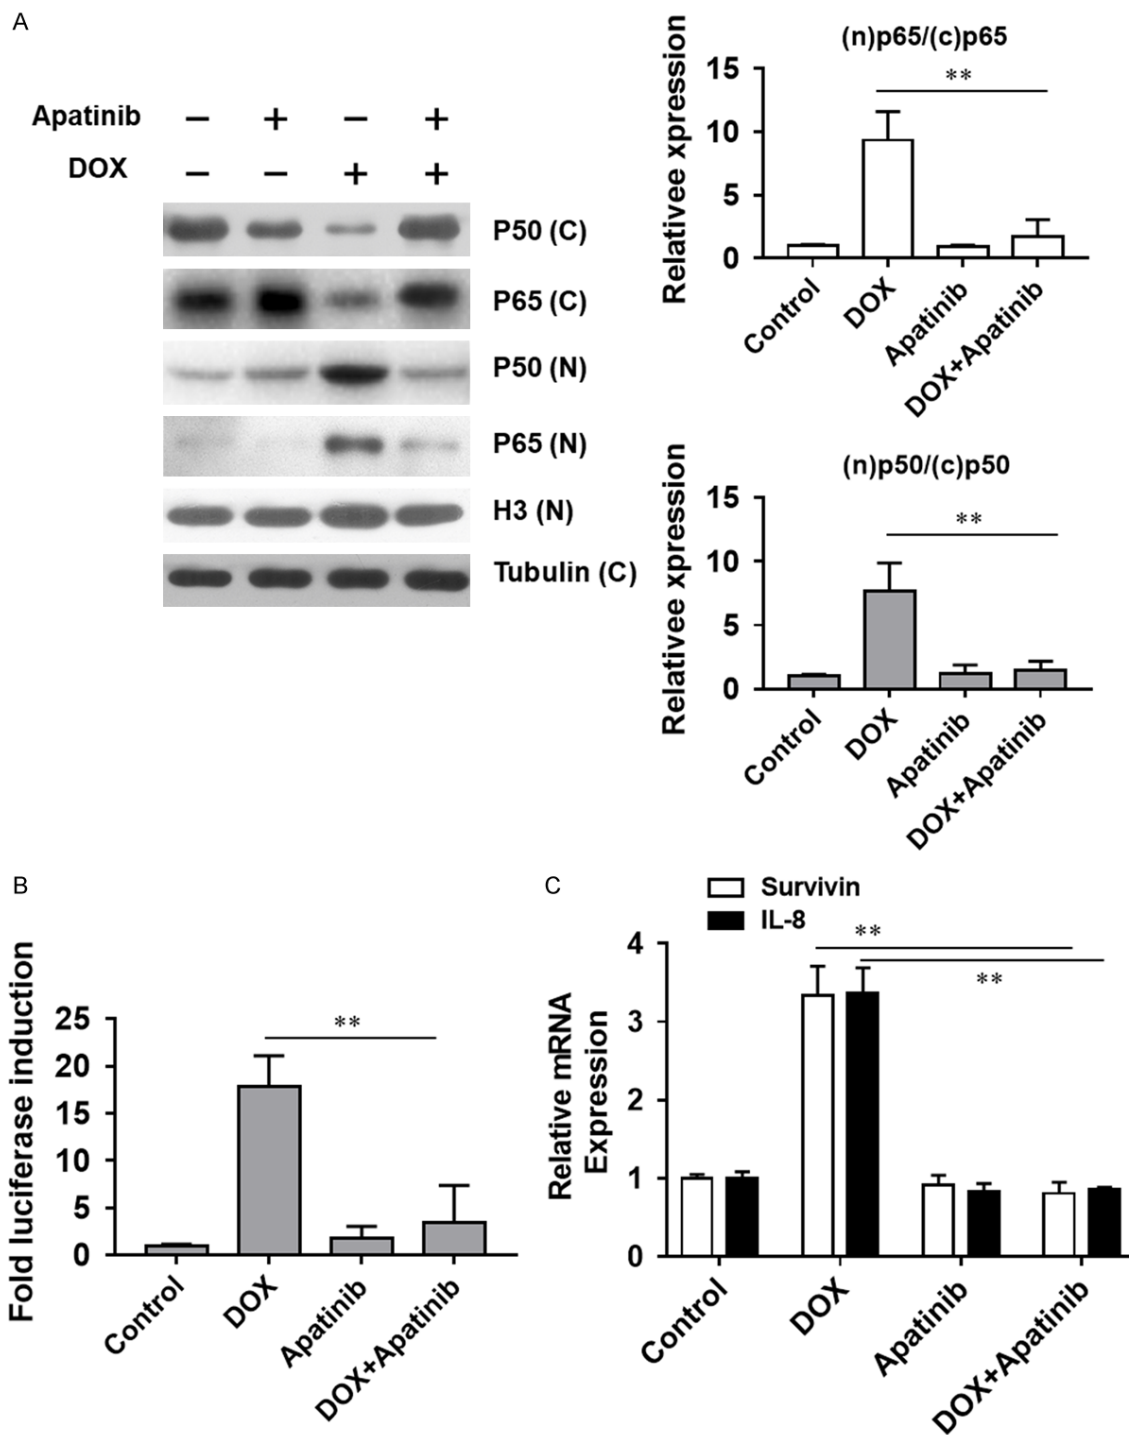 A
Apatinib − + − +
DOX − − + +
P50 (C)
P65 (C)
P50 (N)
P65 (N)
H3 (N)
Tubulin (C)
(n)p65/(c)p65
Relativee xpression
15
10
5
0
**
Control
DOX
Apatinib
DOX+Apatinib
(n)p50/(c)p50
Relativee xpression
15
10
5
0
**
Control
DOX
Apatinib
DOX+Apatinib
B
Fold luciferase induction
25
20
15
10
5
0
**
Control
DOX
Apatinib
DOX+Apatinib
C
Survivin
IL-8
Relative mRNA
Expression
4
3
2
1
0
**
**
Control
DOX
Apatinib
DOX+Apatinib